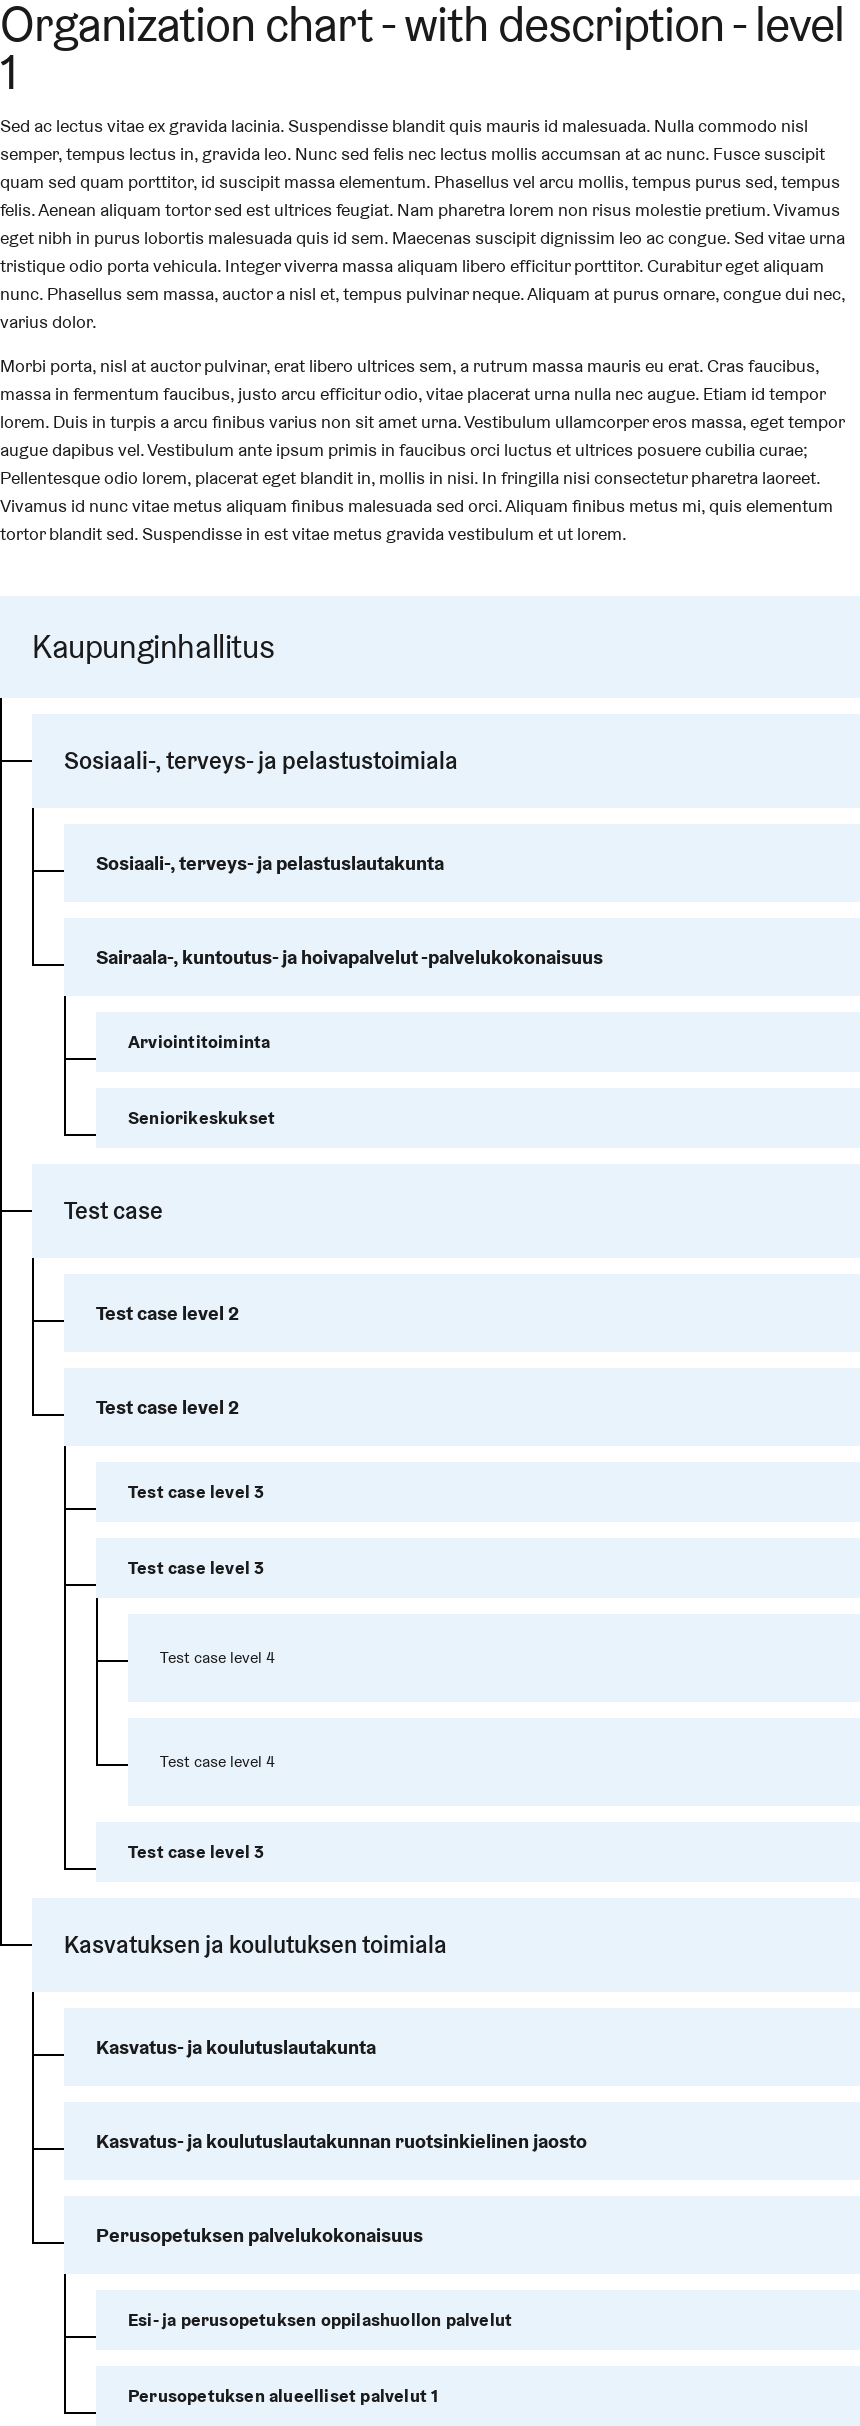 Organization chart - with description - level
1
Sed ac lectus vitae ex gravida lacinia. Suspendisse blandit quis mauris id malesuada. Nulla commodo nisl
semper, tempus lectus in, gravida leo. Nunc sed felis nec lectus mollis accumsan at ac nunc. Fusce suscipit
quam sed quam porttitor, id suscipit massa elementum. Phasellus vel arcu mollis, tempus purus sed, tempus
felis. Aenean aliquam tortor sed est ultrices feugiat. Nam pharetra lorem non risus molestie pretium. Vivamus
eget nibh in purus lobortis malesuada quis id sem. Maecenas suscipit dignissim leo ac congue. Sed vitae urna
tristique odio porta vehicula. Integer viverra massa aliquam libero efficitur porttitor. Curabitur eget aliquam
nunc. Phasellus sem massa, auctor a nisl et, tempus pulvinar neque. Aliquam at purus ornare, congue dui nec,
varius dolor.
Morbi porta, nisl at auctor pulvinar, erat libero ultrices sem, a rutrum massa mauris eu erat. Cras faucibus,
massa in fermentum faucibus, justo arcu efficitur odio, vitae placerat urna nulla nec augue. Etiam id tempor
lorem. Duis in turpis a arcu finibus varius non sit amet urna. Vestibulum ullamcorper eros massa, eget tempor
augue dapibus vel. Vestibulum ante ipsum primis in faucibus orci luctus et ultrices posuere cubilia curae;
Pellentesque odio lorem, placerat eget blandit in, mollis in nisi. In fringilla nisi consectetur pharetra laoreet.
Vivamus id nunc vitae metus aliquam finibus malesuada sed orci. Aliquam finibus metus mi, quis elementum
tortor blandit sed. Suspendisse in est vitae metus gravida vestibulum et ut lorem.
Kaupunginhallitus
Sosiaali-, terveys- ja pelastustoimiala
Sosiaali-, terveys- ja pelastuslautakunta
Sairaala-, kuntoutus- ja hoivapalvelut -palvelukokonaisuus
Arviointitoiminta
Seniorikeskukset
Test case
Test case level 2
Test case level 2
Test case level 3
Test case level 3
Test case level 4
Test case level 4
Test case level 3
Kasvatuksen ja koulutuksen toimiala
Kasvatus- ja koulutuslautakunta
Kasvatus- ja koulutuslautakunnan ruotsinkielinen jaosto
Perusopetuksen palvelukokonaisuus
Esi- ja perusopetuksen oppilashuollon palvelut
Perusopetuksen alueelliset palvelut 1